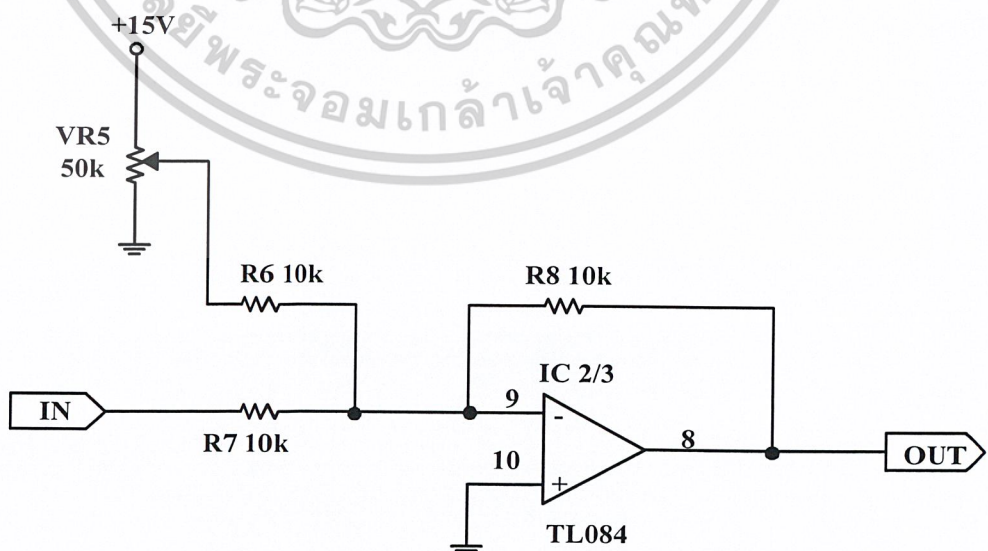 +15V
VR5
50k
R6 10k
R8 10k
IC 2/3
IN
R7 10k
9
-
10
+
8
OUT
TL084
พระจอมเกล้าเจ้าคุณ